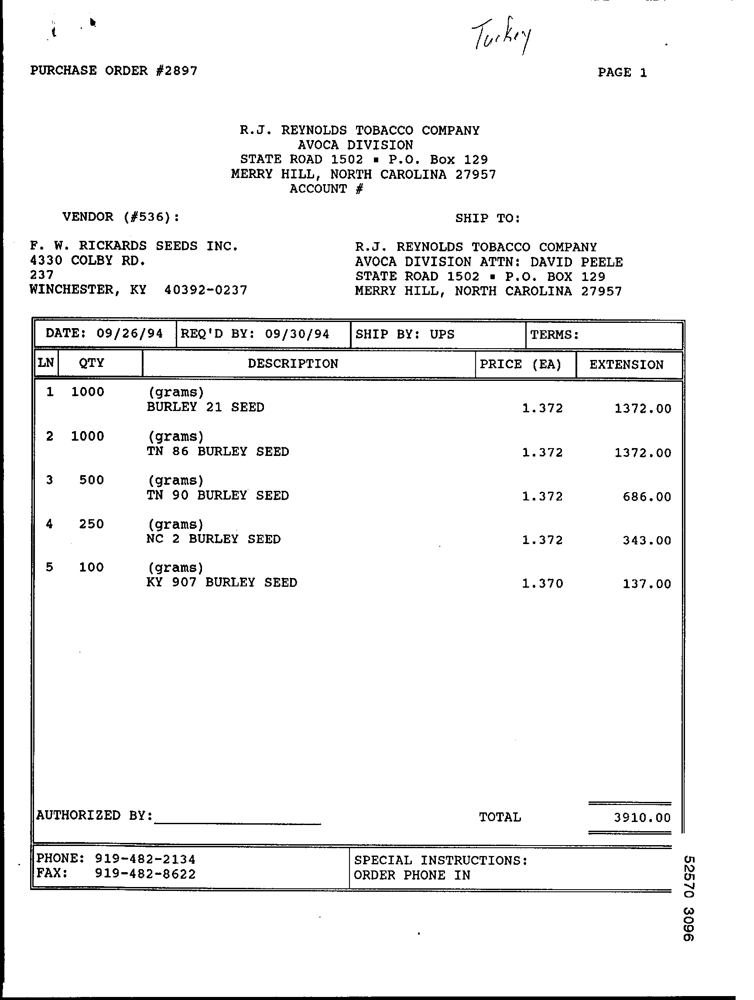 Turkey
PURCHASE ORDER #2897 PAGE 1
R.J. REYNOLDS TOBACCO COMPANY
AVOCA DIVISION
STATE ROAD 1502 ▪ P.O. Box 129
MERRY HILL, NORTH CAROLINA 27957
ACCOUNT #
VENDOR (#536): SHIP TO:
F. W. RICKARDS SEEDS INC. R.J. REYNOLDS TOBACCO COMPANY
4330 COLBY RD. AVOCA DIVISION ATTN: DAVID PEELE
237 STATE ROAD 1502 ▪ P.O. BOX 129
WINCHESTER, KY 40392-0237 MERRY HILL, NORTH CAROLINA 27957
DATE: 09/26/94 REQ'D BY: 09/30/94 SHIP BY: UPS TERMS:
LN QTY DESCRIPTION PRICE (EA) EXTENSION
1 1000 (grams)
BURLEY 21 SEED 1.372 1372.00
2 1000 (grams)
TN 86 BURLEY SEED 1.372 1372.00
3 500 (grams)
TN 90 BURLEY SEED 1.372 686.00
4 250 (grams)
NC 2 BURLEY SEED 1.372 343.00
5 100 (grams)
KY 907 BURLEY SEED 1.370 137.00
AUTHORIZED BY: TOTAL 3910.00
PHONE: 919-482-2134 SPECIAL INSTRUCTIONS:
FAX: 919-482-8622 ORDER PHONE IN
52570 3096